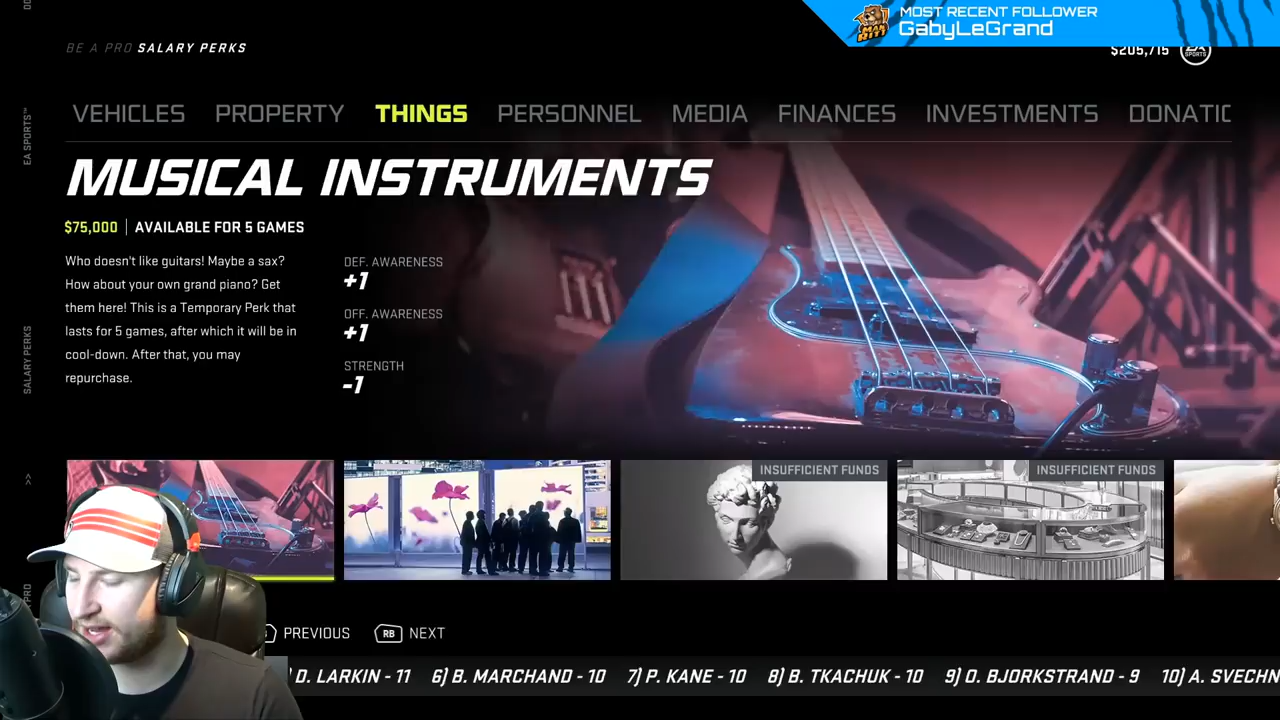 MOST RECENT FOLLOWER
GabyLeGrand
BE A PRO SALARY PERKS
$205,715
EA SPORTS
VEHICLES PROPERTY THINGS PERSONNEL MEDIA FINANCES INVESTMENTS DONATIC
EA SPORTS™
MUSICAL INSTRUMENTS
$75,000 | AVAILABLE FOR 5 GAMES
Who doesn't like guitars! Maybe a sax?
How about your own grand piano? Get
them here! This is a Temporary Perk that
lasts for 5 games, after which it will be in
cool-down. After that, you may
repurchase.
DEF. AWARENESS
+1
OFF. AWARENESS
+1
STRENGTH
-1
SALARY PERKS
>>
INSUFFICIENT FUNDS
INSUFFICIENT FUNDS
PREVIOUS
RB NEXT
D. LARKIN - 11 6) B. MARCHAND - 10 7) P. KANE - 10 8) B. TKACHUK - 10 9) O. BJORKSTRAND - 9 10) A. SVECHN